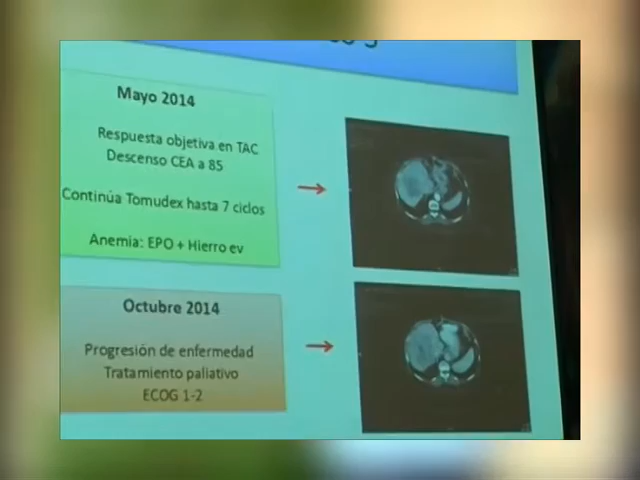 Mayo 2014
Respuesta objetiva en TAC
Descenso CEA a 85
Continúa Tomudex hasta 7 ciclos
Anemia: EPO + Hierro ev
Octubre 2014
Progresión de enfermedad
Tratamiento paliativo
ECOG 1-2